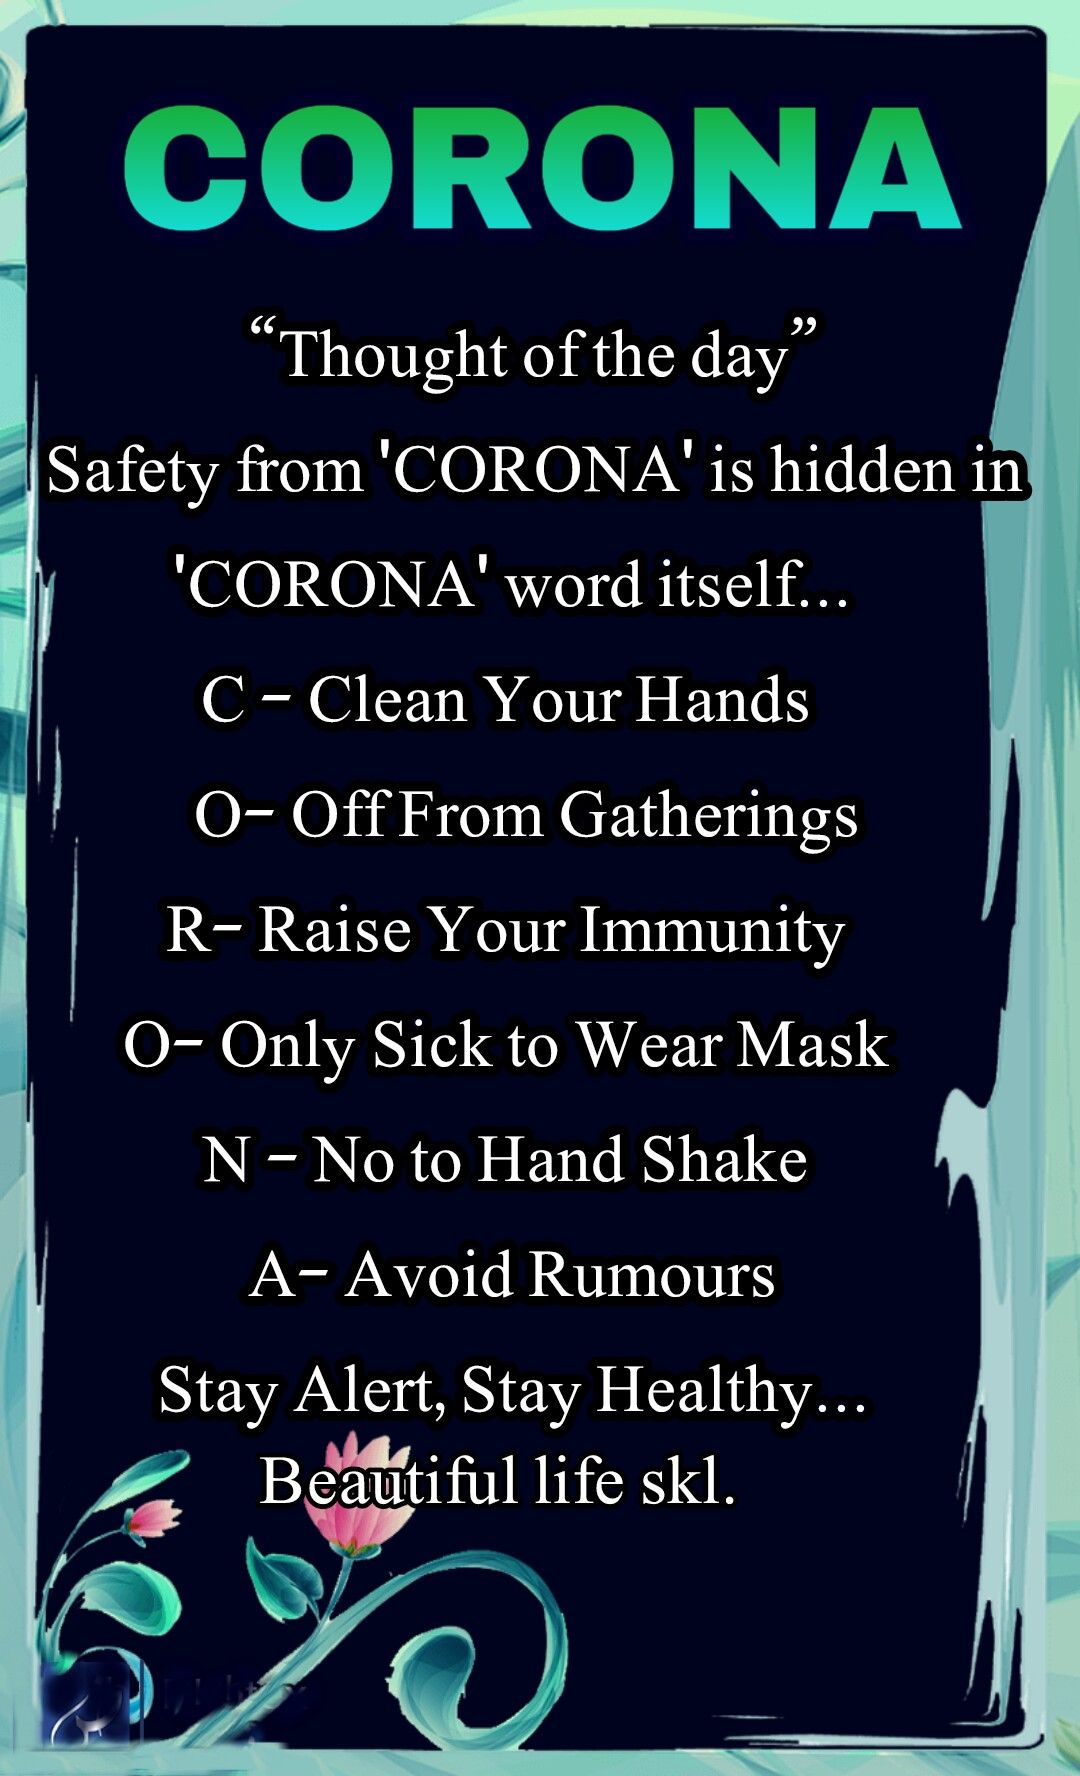 CORONA
“Thought of the day”
Safety from 'CORONA' is hidden in
'CORONA' word itself...
C - Clean Your Hands
O- Off From Gatherings
R- Raise Your Immunity
O- Only Sick to Wear Mask
N - No to Hand Shake
A- Avoid Rumours
Stay Alert, Stay Healthy...
Beautiful life skl.